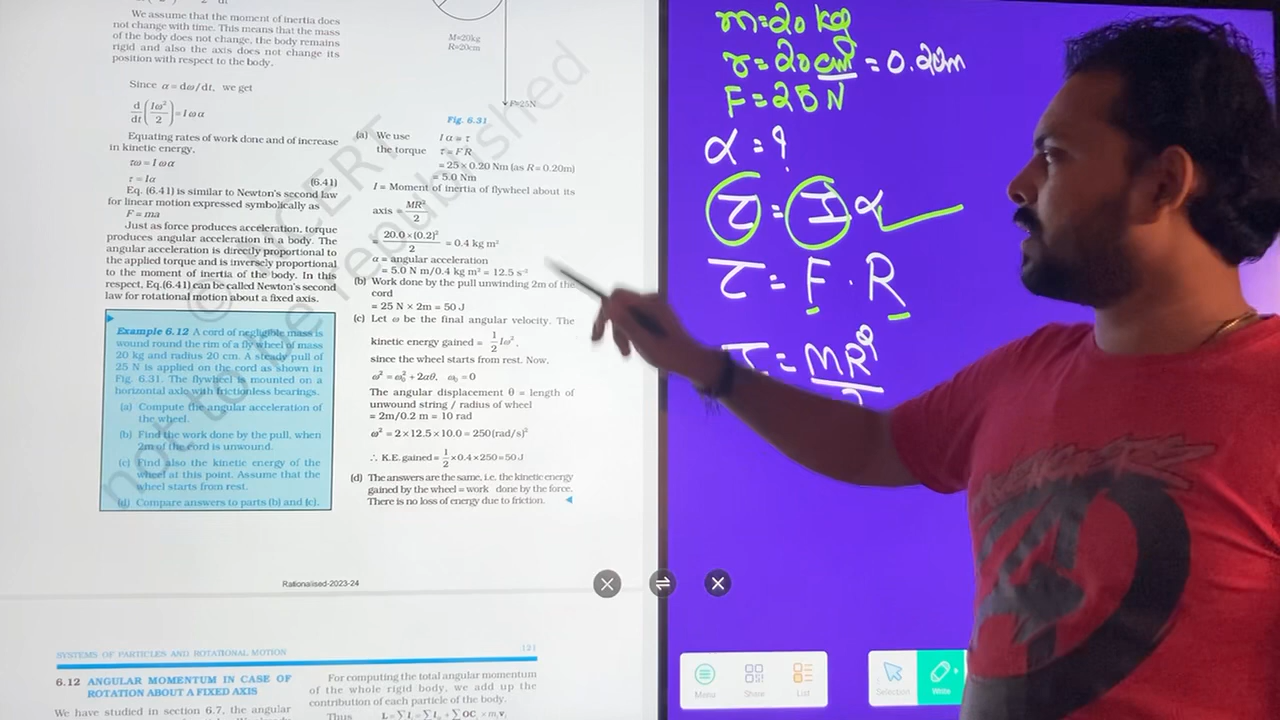 We assume that the moment of inertia does
not change with time. This means that the mass
of the body does not change, the body remains
rigid and also the axis does not change its
position with respect to the body.
Since α = dω/dt, we get
d/dt (Iω²/2) = I ω α
Equating rates of work done and of increase
in kinetic energy,
τω = I ω α
τ = Iα (6.41)
Eq. (6.41) is similar to Newton's second law
for linear motion expressed symbolically as
F = ma
Just as force produces acceleration, torque
produces angular acceleration in a body. The
angular acceleration is directly proportional to
the applied torque and is inversely proportional
to the moment of inertia of the body. In this
respect, Eq.(6.41) can be called Newton's second
law for rotational motion about a fixed axis.
Example 6.12 A cord of negligible mass is
wound round the rim of a fly wheel of mass
20 kg and radius 20 cm. A steady pull of
25 N is applied on the cord as shown in
Fig. 6.31. The flywheel is mounted on a
horizontal axle with frictionless bearings.
(a) Compute the angular acceleration of
the wheel.
(b) Find the work done by the pull, when
2m of the cord is unwound.
(c) Find also the kinetic energy of the
wheel at this point. Assume that the
wheel starts from rest.
(d) Compare answers to parts (b) and (c).
M=20kg
R=20cm
F=25N
Fig. 6.31
(a) We use I α = τ
the torque τ = F R
= 25×0.20 Nm (as R=0.20m)
= 5.0 Nm
I = Moment of inertia of flywheel about its
axis = MR²/2
= 20.0×(0.2)²/2 = 0.4 kg m²
α = angular acceleration
= 5.0 N m/0.4 kg m² = 12.5 s⁻²
(b) Work done by the pull unwinding 2m of the
cord
= 25 N × 2m = 50 J
(c) Let ω be the final angular velocity. The
kinetic energy gained = 1/2 Iω²,
since the wheel starts from rest. Now,
ω² = ω₀² + 2αθ, ω₀ = 0
The angular displacement θ = length of
unwound string / radius of wheel
= 2m/0.2 m = 10 rad
ω² = 2×12.5×10.0 = 250(rad/s)²
∴ K.E. gained = 1/2 ×0.4×250=50J
(d) The answers are the same, i.e. the kinetic energy
gained by the wheel = work done by the force.
There is no loss of energy due to friction.
not to be republished
Rationalised-2023-24
SYSTEMS OF PARTICLES AND ROTATIONAL MOTION 121
6.12 ANGULAR MOMENTUM IN CASE OF
ROTATION ABOUT A FIXED AXIS
We have studied in section 6.7, the angular
For computing the total angular momentum
of the whole rigid body, we add up the
contribution of each particle of the body.
Thus
m=20 kg
r=20cm = 0.20m
F=25 N
α = ?
τ = I α
τ = F . R
= MR²
Menu
Show
List
Selection
Write